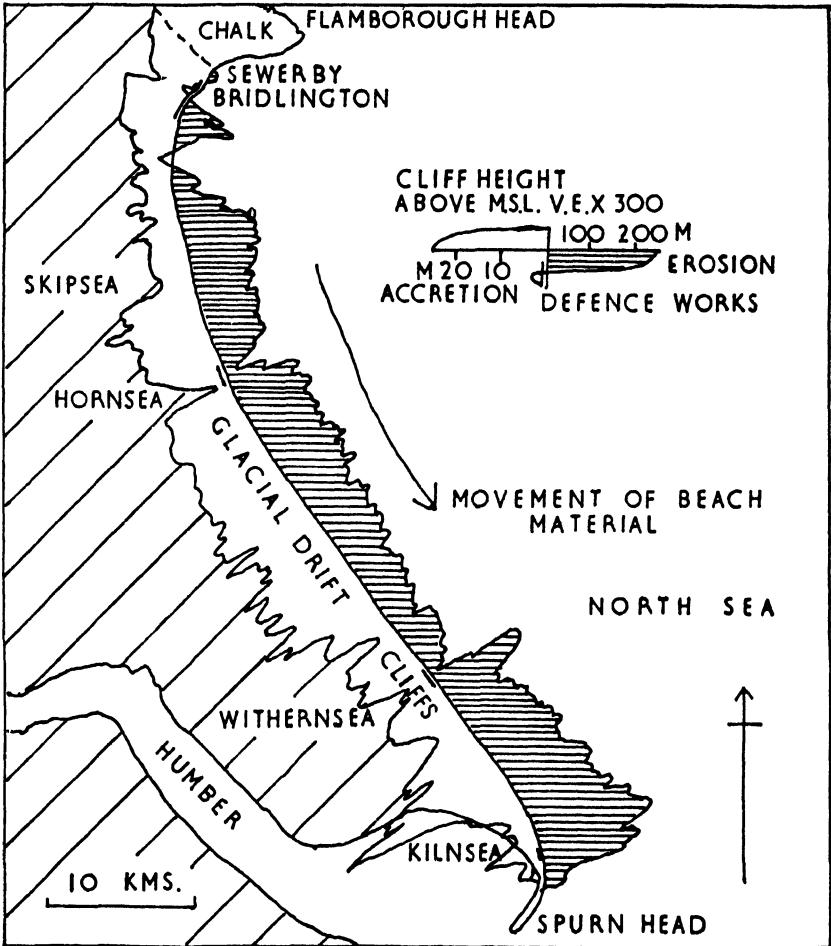 CHALK
FLAMBOROUGH HEAD
SEWERBY
BRIDLINGTON
CLIFF HEIGHT
ABOVE M.S.L. V.E.X 300
100 200 M
M 20 10
EROSION
ACCRETION
DEFENCE WORKS
SKIPSEA
HORNSEA
GLACIAL DRIFT CLIFFS
MOVEMENT OF BEACH
MATERIAL
NORTH SEA
WITHERNSEA
HUMBER
KILNSEA
10 KMS.
SPURN HEAD